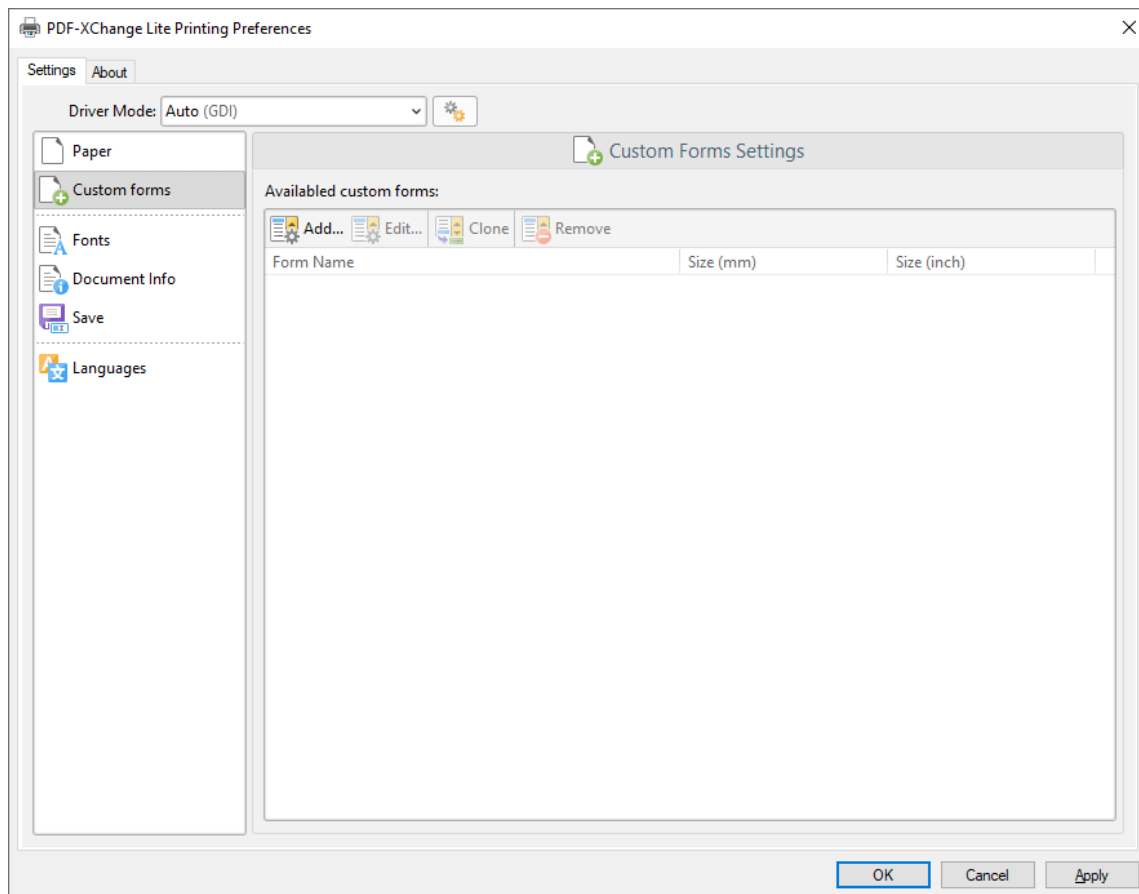 PDF-XChange Lite Printing Preferences
Settings About
Driver Mode: Auto (GDI)
Paper
Custom forms
Fonts
Document Info
Save
Languages
Custom Forms Settings
Availabled custom forms:
Add... Edit... Clone Remove
Form Name Size (mm) Size (inch)
OK Cancel Apply